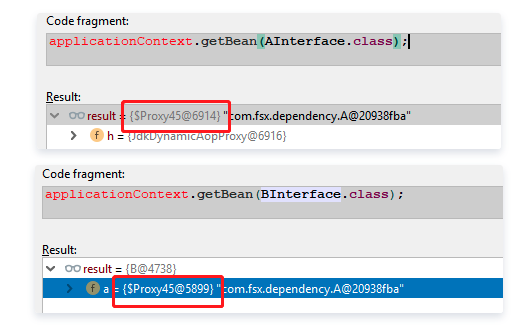 Code fragment:
applicationContext.getBean(AInterface.class);
Result:
result = {$Proxy45@6914} "com.fsx.dependency.A@20938fba"
f h = {JdkDynamicAopProxy@6916}
Code fragment:
applicationContext.getBean(BInterface.class);
Result:
result = {B@4738}
f a = {$Proxy45@5899} "com.fsx.dependency.A@20938fba"